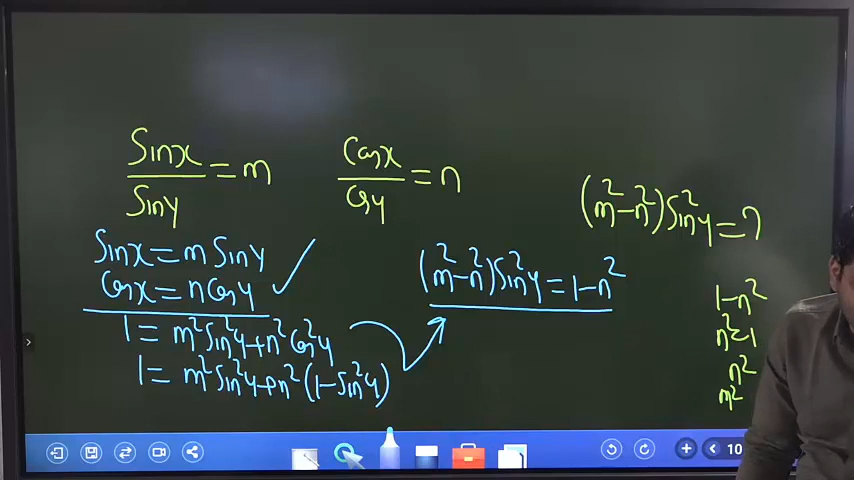 Sinx/Siny = m
Cosx/Cosy = n
(m²-n²)Sin²y = ?
Sinx = m Siny
Cosx = n Cosy
1 = m²Sin²y+n²Cos²y
1 = m²Sin²y+n²(1-Sin²y)
(m²-n²)Sin²y = 1-n²
1-n²
n²-1
n²
m²
10